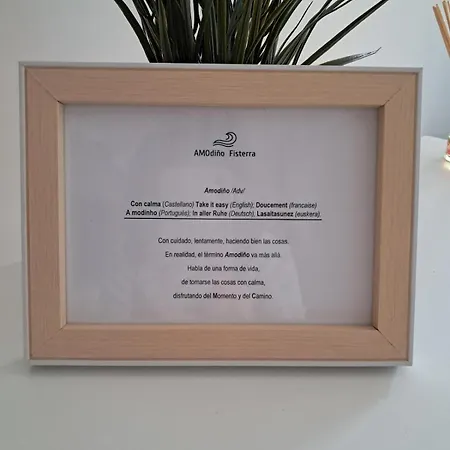 AMOdiño Fisterra
Amodiño /Adv/
Con calma (Castellano) Take it easy (English); Doucement (francaise)
A modinho (Portugués); In aller Ruhe (Deutsch), Lasaitasunez (euskera).
Con cuidado, lentamente, haciendo bien las cosas.
En realidad, el término Amodiño va más allá.
Habla de una forma de vida,
de tomarse las cosas con calma,
disfrutando del Momento y del Camino.